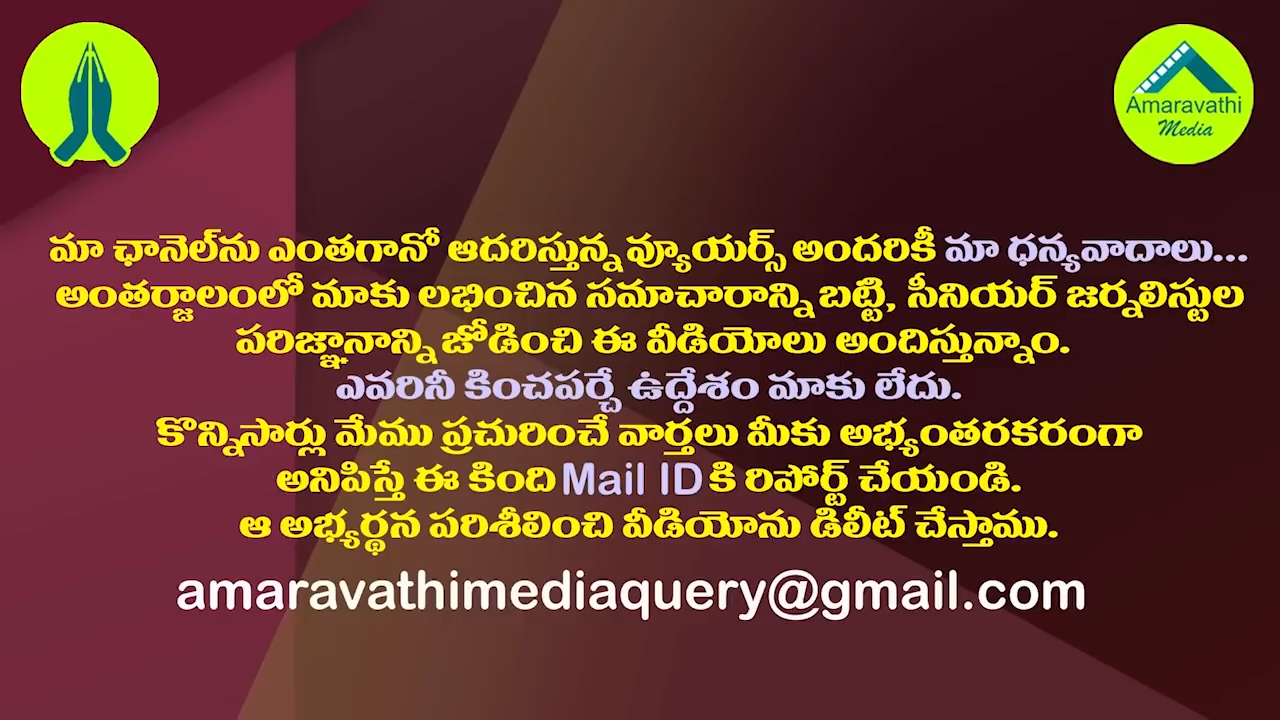 Amaravathi
Media
మా ఛానెల్‌ను ఎంతగానో ఆదరిస్తున్న వ్యూయర్స్ అందరికీ మా ధన్యవాదాలు...
అంతర్జాలంలో మాకు లభించిన సమాచారాన్ని బట్టి, సీనియర్ జర్నలిస్టుల
పరిజ్ఞానాన్ని జోడించి ఈ వీడియోలు అందిస్తున్నాం.
ఎవరినీ కించపర్చే ఉద్దేశం మాకు లేదు.
కొన్నిసార్లు మేము ప్రచురించే వార్తలు మీకు అభ్యంతరకరంగా
అనిపిస్తే ఈ కింది Mail ID కి రిపోర్ట్ చేయండి.
ఆ అభ్యర్థన పరిశీలించి వీడియోను డిలీట్ చేస్తాము.
amaravathimediaquery@gmail.com